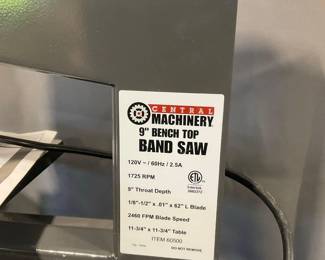 CENTRAL
MACHINERY
9" BENCH TOP
BAND SAW
120V ~ / 60Hz / 2.5A
1725 RPM
9" Throat Depth
1/8"-1/2" x .01" x 62" L Blade
2460 FPM Blade Speed
11-3/4" x 11-3/4" Table
ITEM 60500
DO NOT REMOVE
ETL